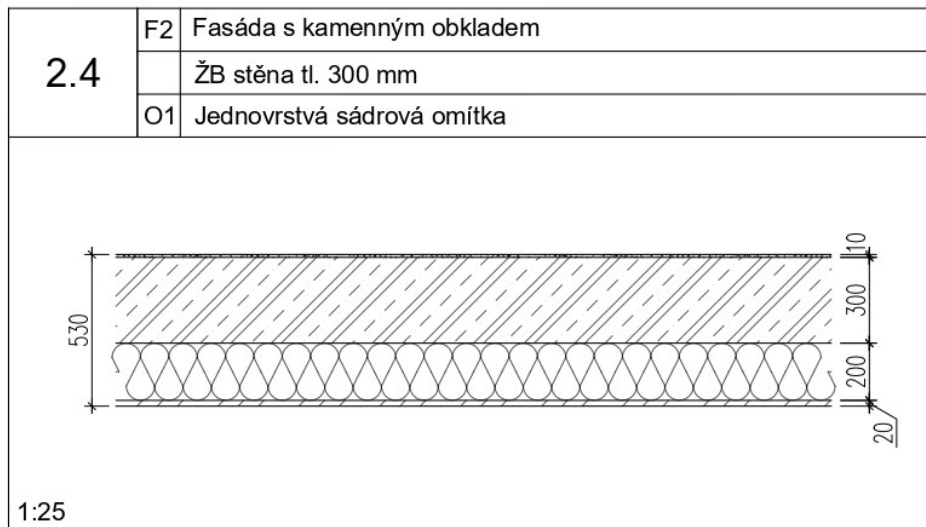 2.4
F2 Fasáda s kamenným obkladem
ŽB stěna tl. 300 mm
O1 Jednovrstvá sádrová omítka
530
10
300
200
20
1:25